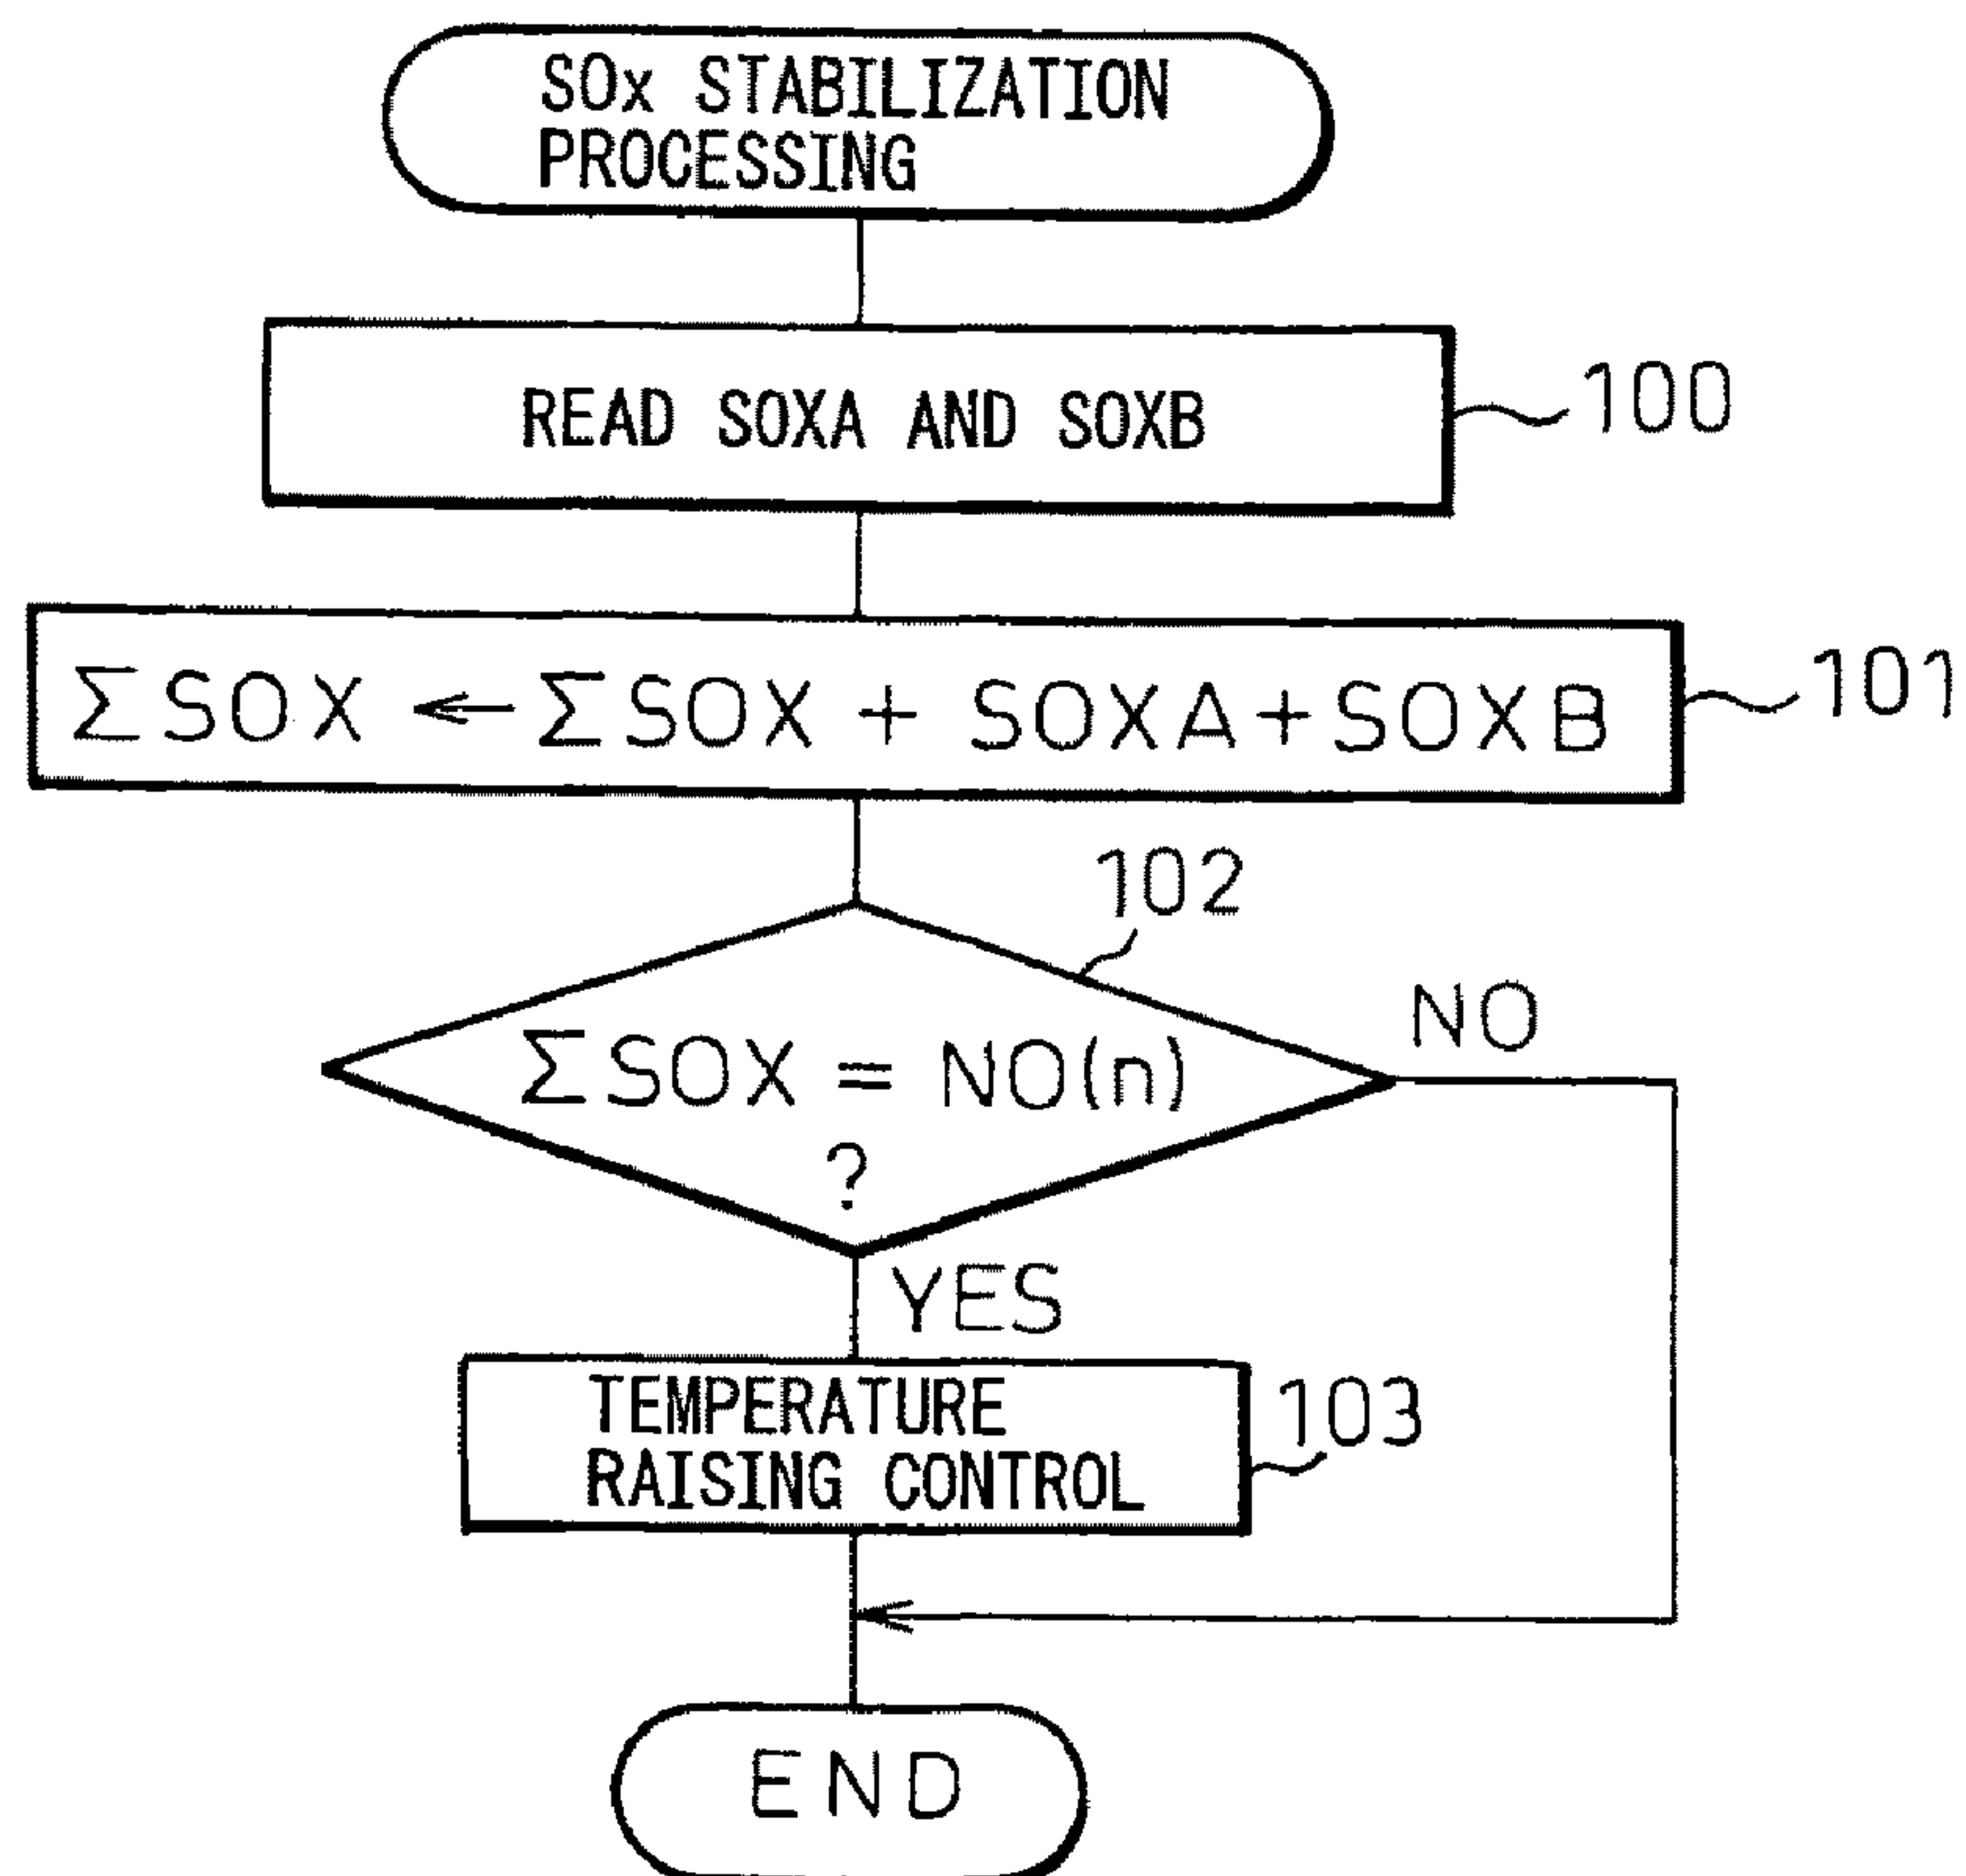 SOx STABILIZATION
PROCESSING
READ SOXA AND SOXB
100
ΣSOX ← ΣSOX + SOXA+SOXB
101
102
NO
ΣSOX = NO(n)
?
YES
TEMPERATURE
RAISING CONTROL
103
END